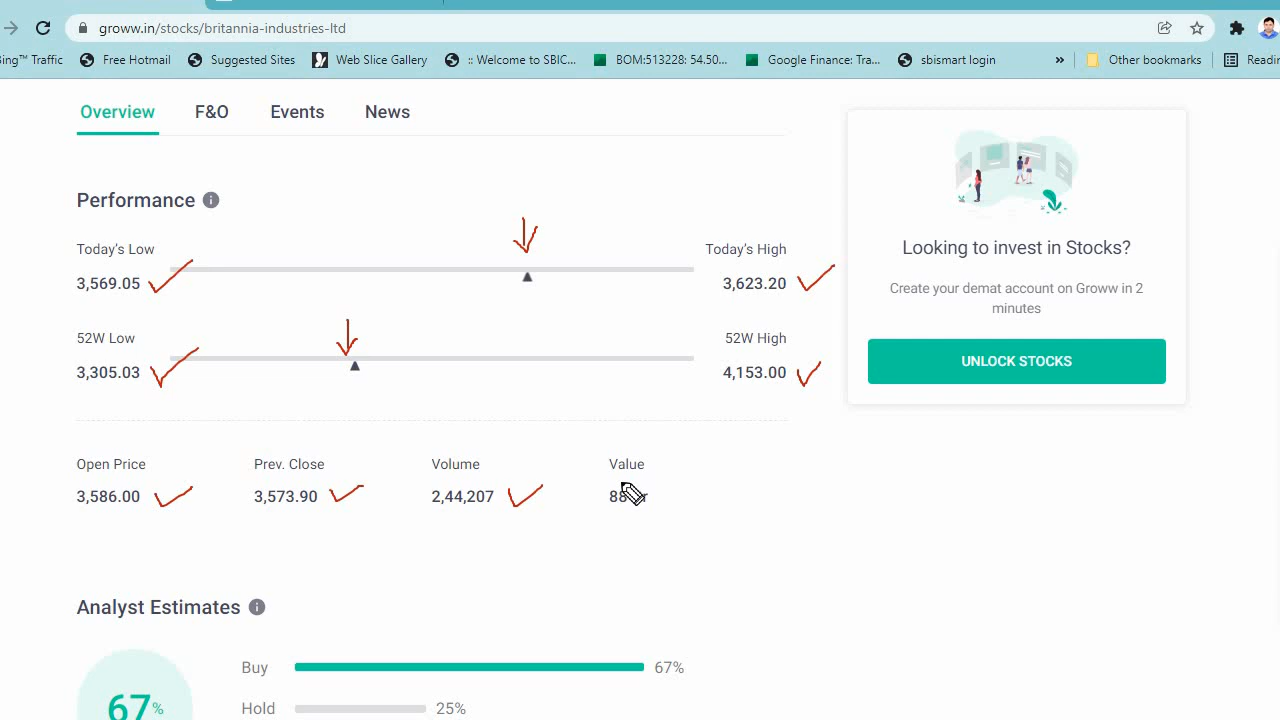 groww.in/stocks/britannia-industries-ltd
Bing™ Traffic Free Hotmail Suggested Sites Web Slice Gallery :: Welcome to SBIC... BOM:513228: 54.50... Google Finance: Tra... sbismart login » Other bookmarks
Overview F&O Events News
Performance
Today's Low Today's High
3,569.05 3,623.20
52W Low 52W High
3,305.03 4,153.00
Open Price Prev. Close Volume Value
3,586.00 3,573.90 2,44,207
Analyst Estimates
67%
Buy 67%
Hold 25%
Looking to invest in Stocks?
Create your demat account on Groww in 2
minutes
UNLOCK STOCKS